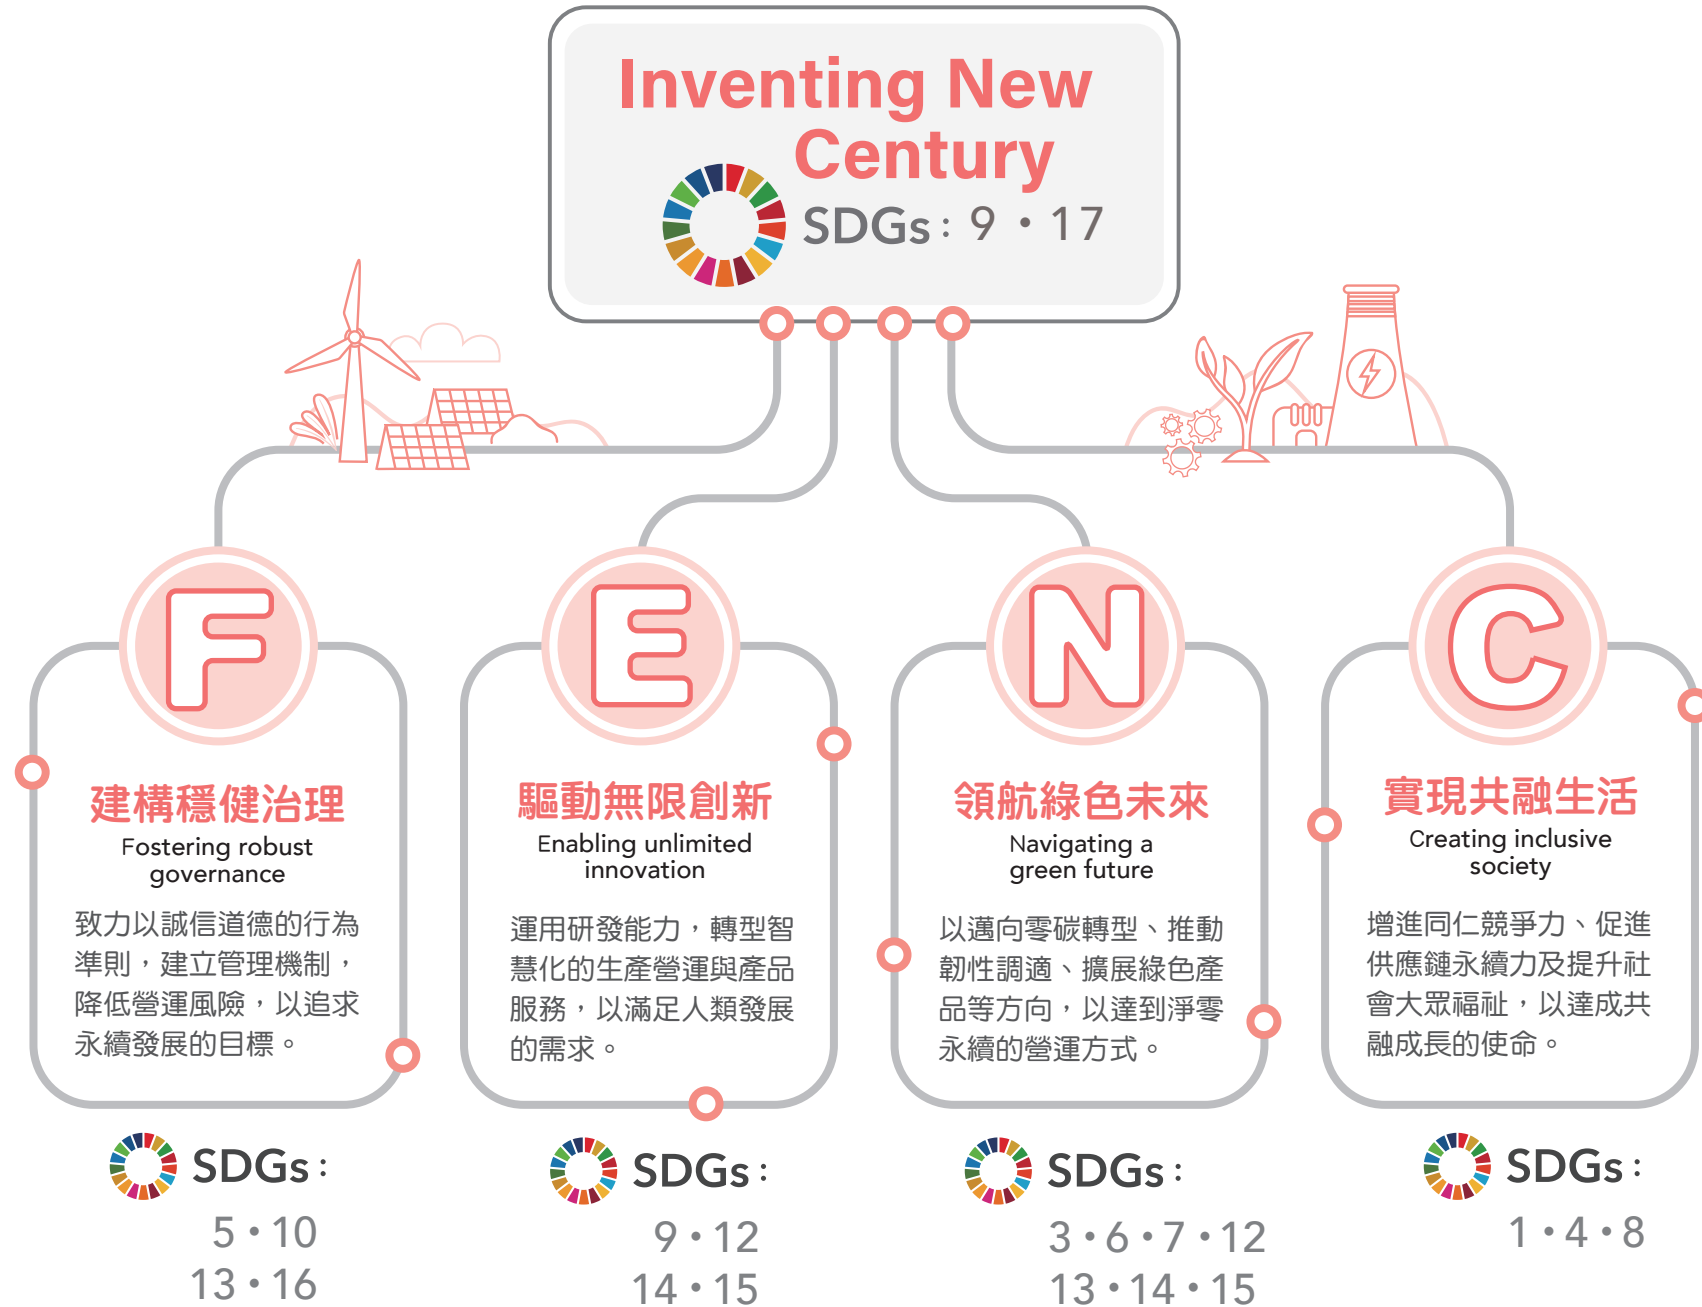 Inventing New
Century
SDGs：9・17
F
建構穩健治理
Fostering robust
governance
致力以誠信道德的行為
準則，建立管理機制，
降低營運風險，以追求
永續發展的目標。
SDGs：
5・10
13・16
E
驅動無限創新
Enabling unlimited
innovation
運用研發能力，轉型智
慧化的生產營運與產品
服務，以滿足人類發展
的需求。
SDGs：
9・12
14・15
N
領航綠色未來
Navigating a
green future
以邁向零碳轉型、推動
韌性調適、擴展綠色產
品等方向，以達到淨零
永續的營運方式。
SDGs：
3・6・7・12
13・14・15
C
實現共融生活
Creating inclusive
society
增進同仁競爭力、促進
供應鏈永續力及提升社
會大眾福祉，以達成共
融成長的使命。
SDGs：
1・4・8